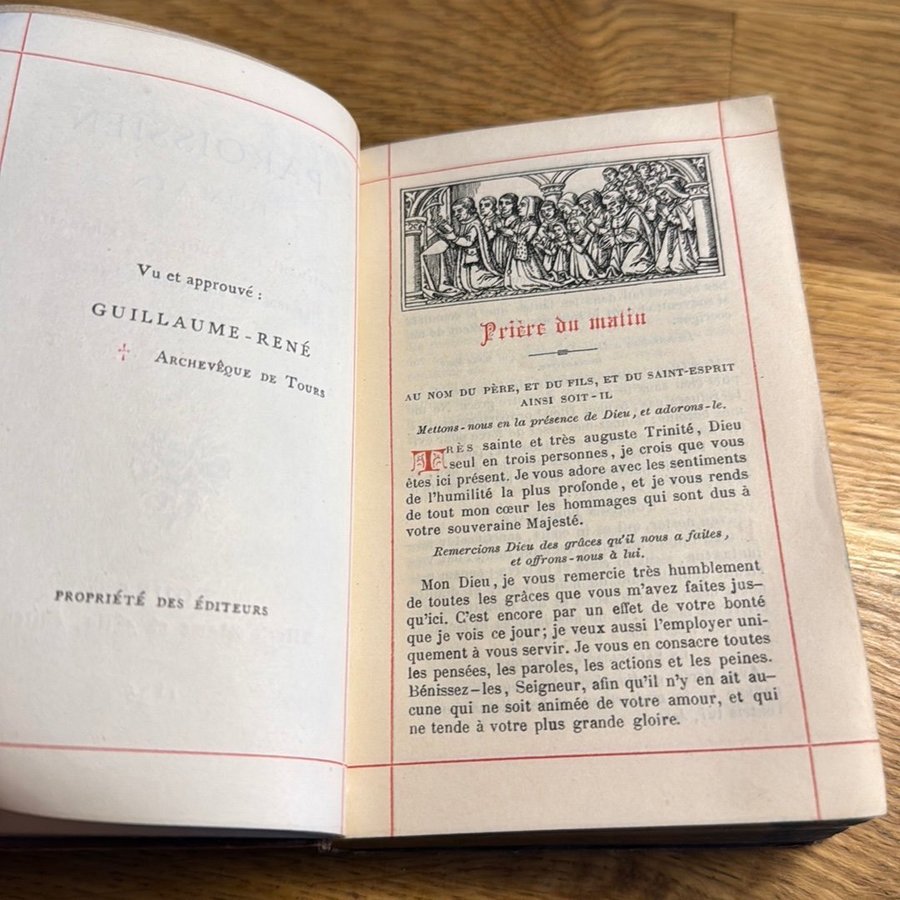 Vu et approuvé :
GUILLAUME-RENÉ
✝ ARCHEVÊQUE DE TOURS
PROPRIÉTÉ DES ÉDITEURS
Prière du matin
AU NOM DU PÈRE, ET DU FILS, ET DU SAINT-ESPRIT
AINSI SOIT-IL
Mettons-nous en la présence de Dieu, et adorons-le.
TRÈS sainte et très auguste Trinité, Dieu
seul en trois personnes, je crois que vous
êtes ici présent. Je vous adore avec les sentiments
de l'humilité la plus profonde, et je vous rends
de tout mon cœur les hommages qui sont dus à
votre souveraine Majesté.
Remercions Dieu des grâces qu'il nous a faites,
et offrons-nous à lui.
Mon Dieu, je vous remercie très humblement
de toutes les grâces que vous m'avez faites jus-
qu'ici. C'est encore par un effet de votre bonté
que je vois ce jour; je veux aussi l'employer uni-
quement à vous servir. Je vous en consacre toutes
les pensées, les paroles, les actions et les peines.
Bénissez-les, Seigneur, afin qu'il n'y en ait au-
cune qui ne soit animée de votre amour, et qui
ne tende à votre plus grande gloire.